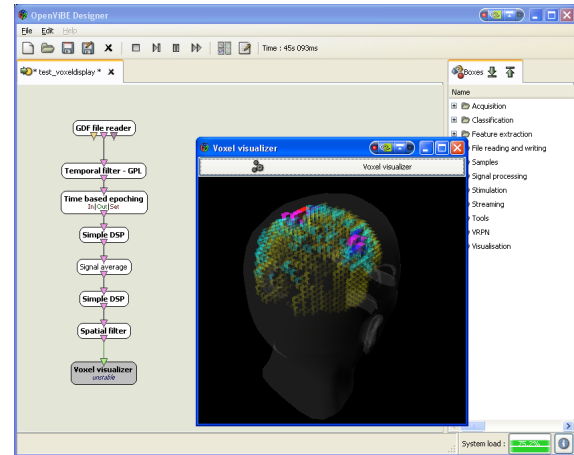 OpenViBE Designer
File Edit Help
Time : 45s 093ms
* test_voxeldisplay * x
Boxes
Name
Acquisition
Classification
Feature extraction
File reading and writing
Samples
Signal processing
Stimulation
Streaming
Tools
VRPN
Visualisation
GDF file reader
Temporal filter - GPL
Time based epoching
In|Out|Set
Simple DSP
Signal average
Simple DSP
Spatial filter
Voxel visualizer
unstable
Voxel visualizer
Voxel visualizer
System load : 75.2%